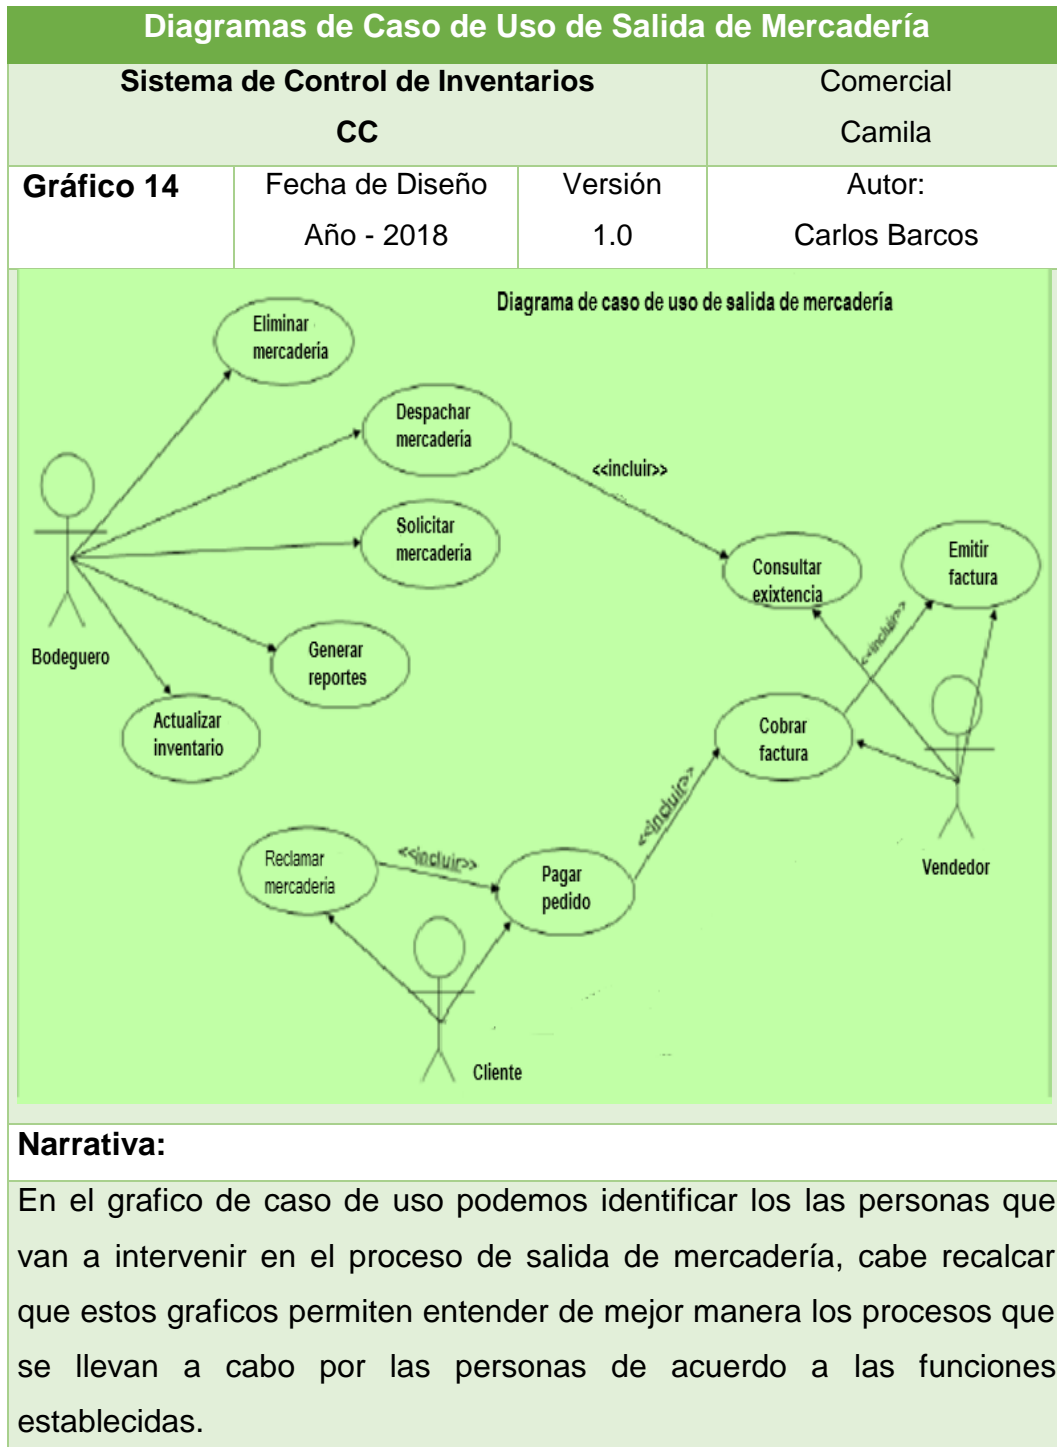 Diagramas de Caso de Uso de Salida de Mercadería
Sistema de Control de Inventarios
CC
Comercial
Camila
Gráfico 14
Fecha de Diseño
Año - 2018
Versión
1.0
Autor:
Carlos Barcos
Diagrama de caso de uso de salida de mercadería
Eliminar
mercadería
Despachar
mercadería
<<incluir>>
Solicitar
mercadería
Consultar
exixtencia
Emitir
factura
<<incluir>>
Bodeguero
Generar
reportes
Actualizar
inventario
Cobrar
factura
<<incluir>>
Vendedor
Reclamar
mercaderia
<<incluir>>
Pagar
pedido
Cliente
Narrativa:
En el grafico de caso de uso podemos identificar los las personas que
van a intervenir en el proceso de salida de mercadería, cabe recalcar
que estos graficos permiten entender de mejor manera los procesos que
se llevan a cabo por las personas de acuerdo a las funciones
establecidas.